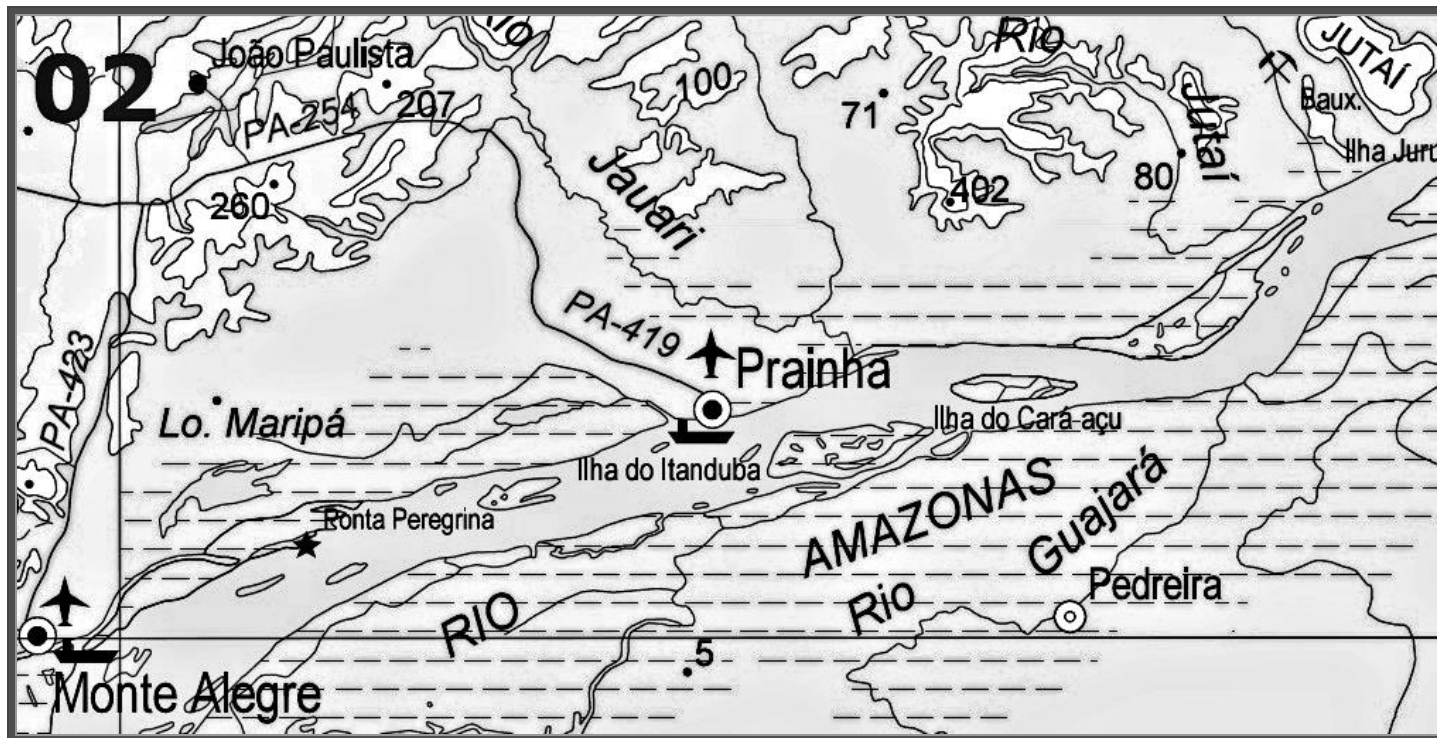 02
João Paulista
Rio
Rio
JUTAÍ
100
207
PA-254
71
Baux.
Jutaí
Ilha Juru
Jauari
80
402
260
PA-419
PA-423
Prainha
Lo. Maripá
Ilha do Cará-açu
Ilha do Itanduba
Ronta Peregrina
AMAZONAS
Guajará
RIO
Rio
Pedreira
5
Monte Alegre